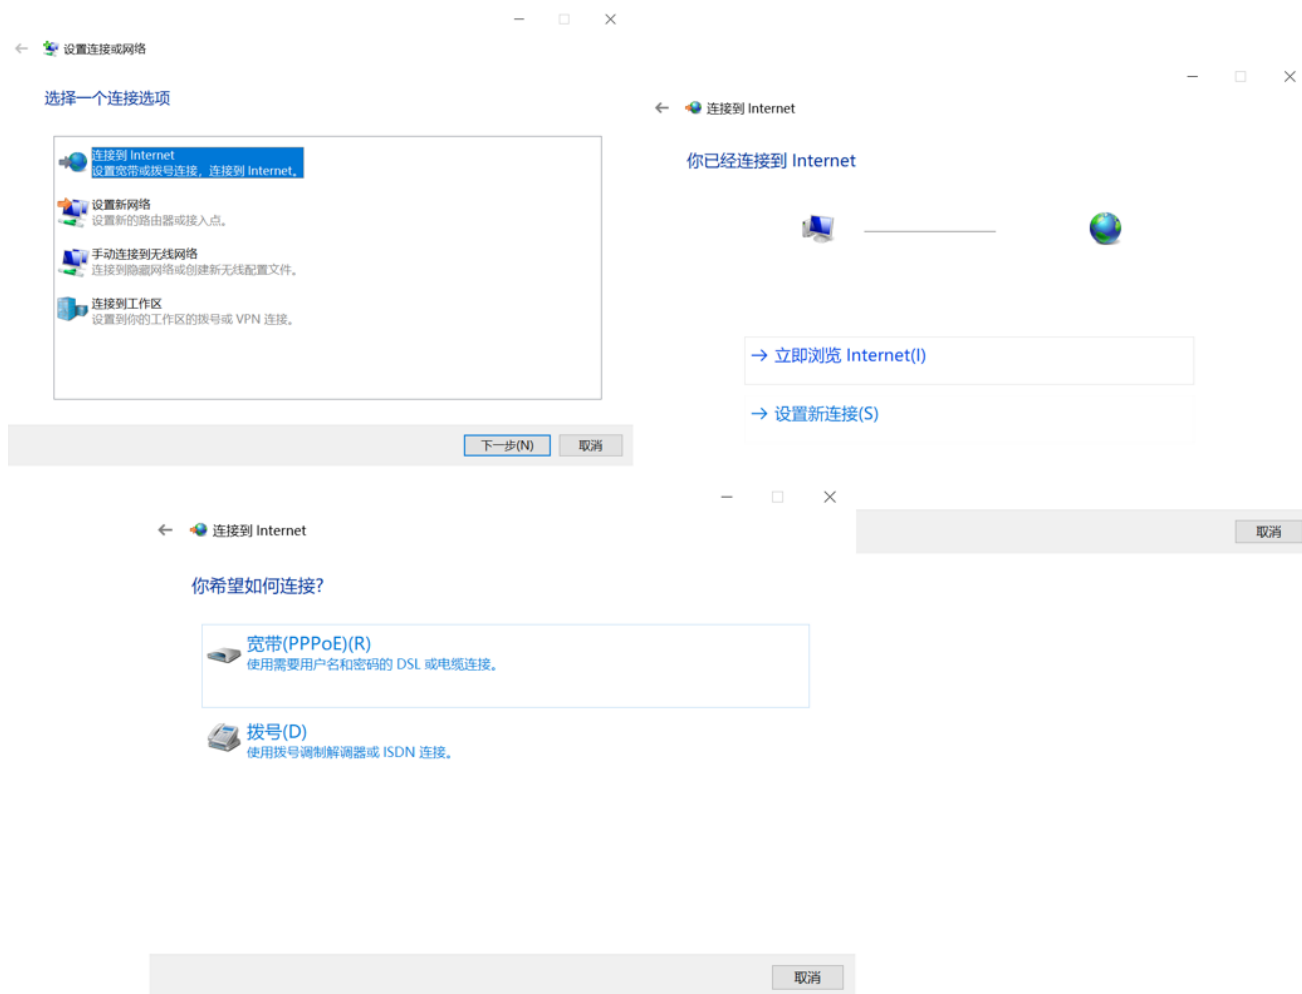 设置连接或网络
选择一个连接选项
连接到 Internet
设置宽带或拨号连接，连接到 Internet。
设置新网络
设置新的路由器或接入点。
手动连接到无线网络
连接到隐藏网络或创建新无线配置文件。
连接到工作区
设置到你的工作区的拨号或 VPN 连接。
下一步(N)
取消
连接到 Internet
你已经连接到 Internet
立即浏览 Internet(I)
设置新连接(S)
取消
连接到 Internet
你希望如何连接?
宽带(PPPoE)(R)
使用需要用户名和密码的 DSL 或电缆连接。
拨号(D)
使用拨号调制解调器或 ISDN 连接。
取消